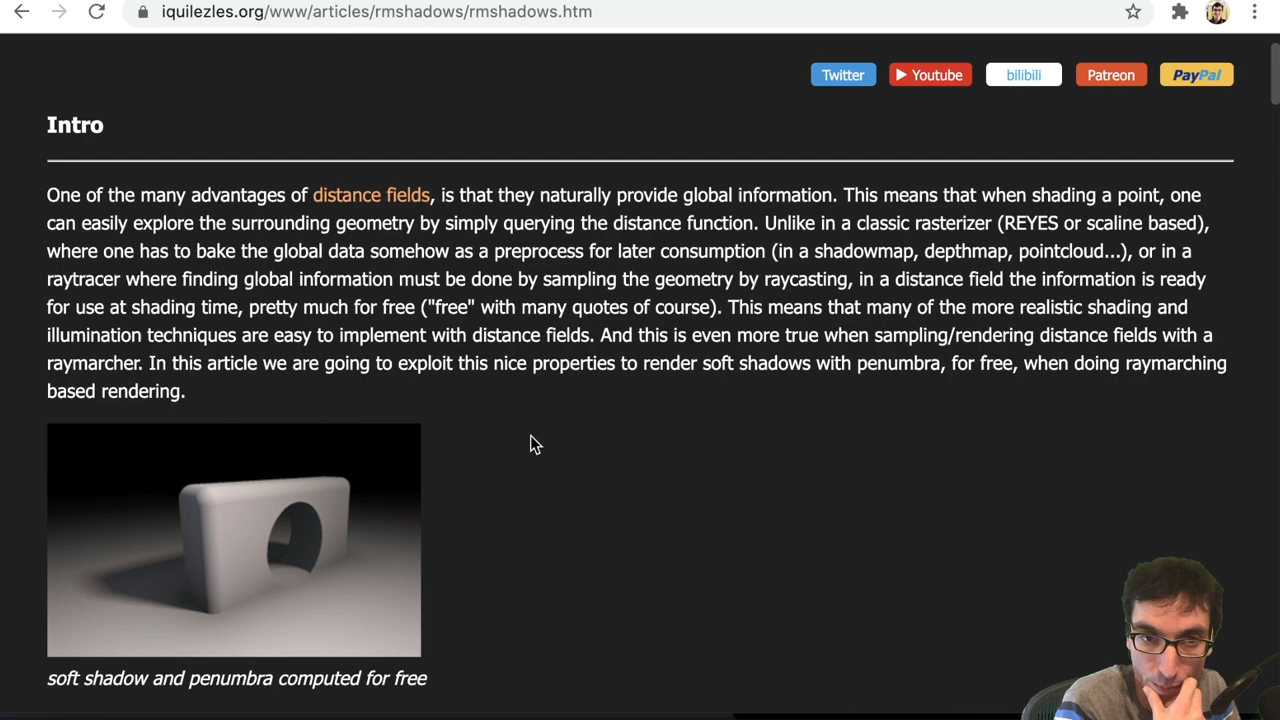 iquilezles.org/www/articles/rmshadows/rmshadows.htm
Twitter
Youtube
bilibili
Patreon
PayPal
Intro
One of the many advantages of distance fields, is that they naturally provide global information. This means that when shading a point, one
can easily explore the surrounding geometry by simply querying the distance function. Unlike in a classic rasterizer (REYES or scaline based),
where one has to bake the global data somehow as a preprocess for later consumption (in a shadowmap, depthmap, pointcloud...), or in a
raytracer where finding global information must be done by sampling the geometry by raycasting, in a distance field the information is ready
for use at shading time, pretty much for free ("free" with many quotes of course). This means that many of the more realistic shading and
illumination techniques are easy to implement with distance fields. And this is even more true when sampling/rendering distance fields with a
raymarcher. In this article we are going to exploit this nice properties to render soft shadows with penumbra, for free, when doing raymarching
based rendering.
soft shadow and penumbra computed for free